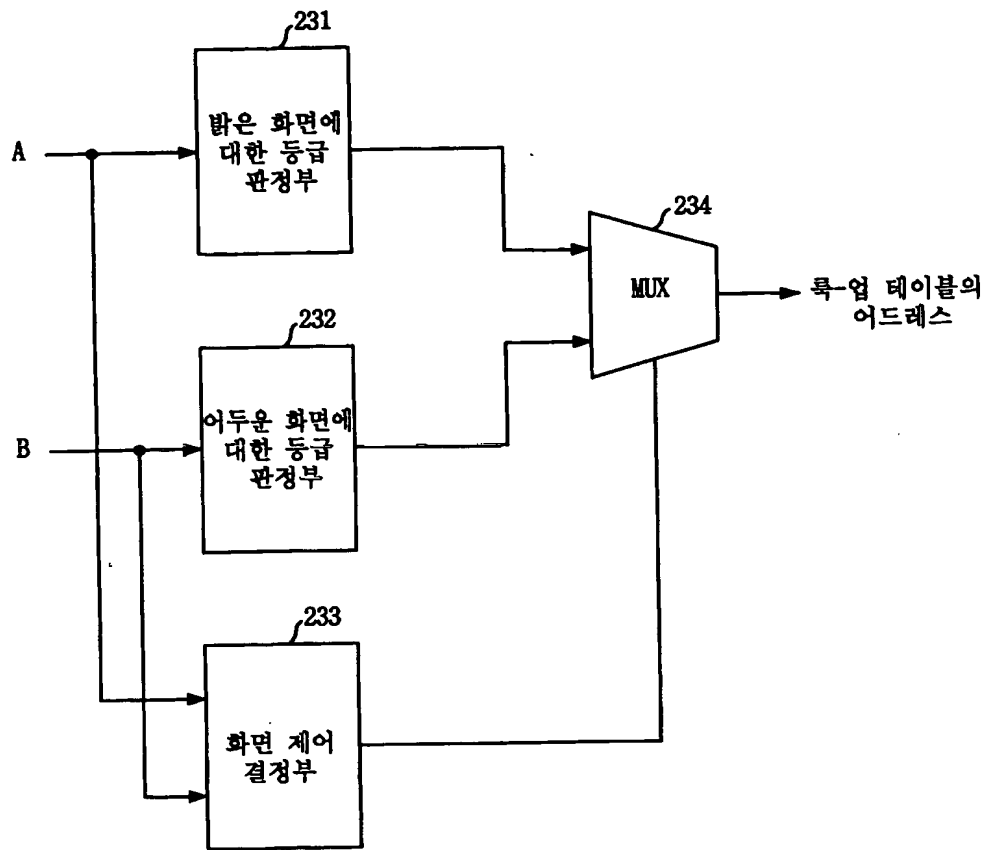 231
밝은 화면에
대한 등급
판정부
A
234
MUX
룩-업 테이블의
어드레스
232
어두운 화면에
대한 등급
판정부
B
233
화면 제어
결정부